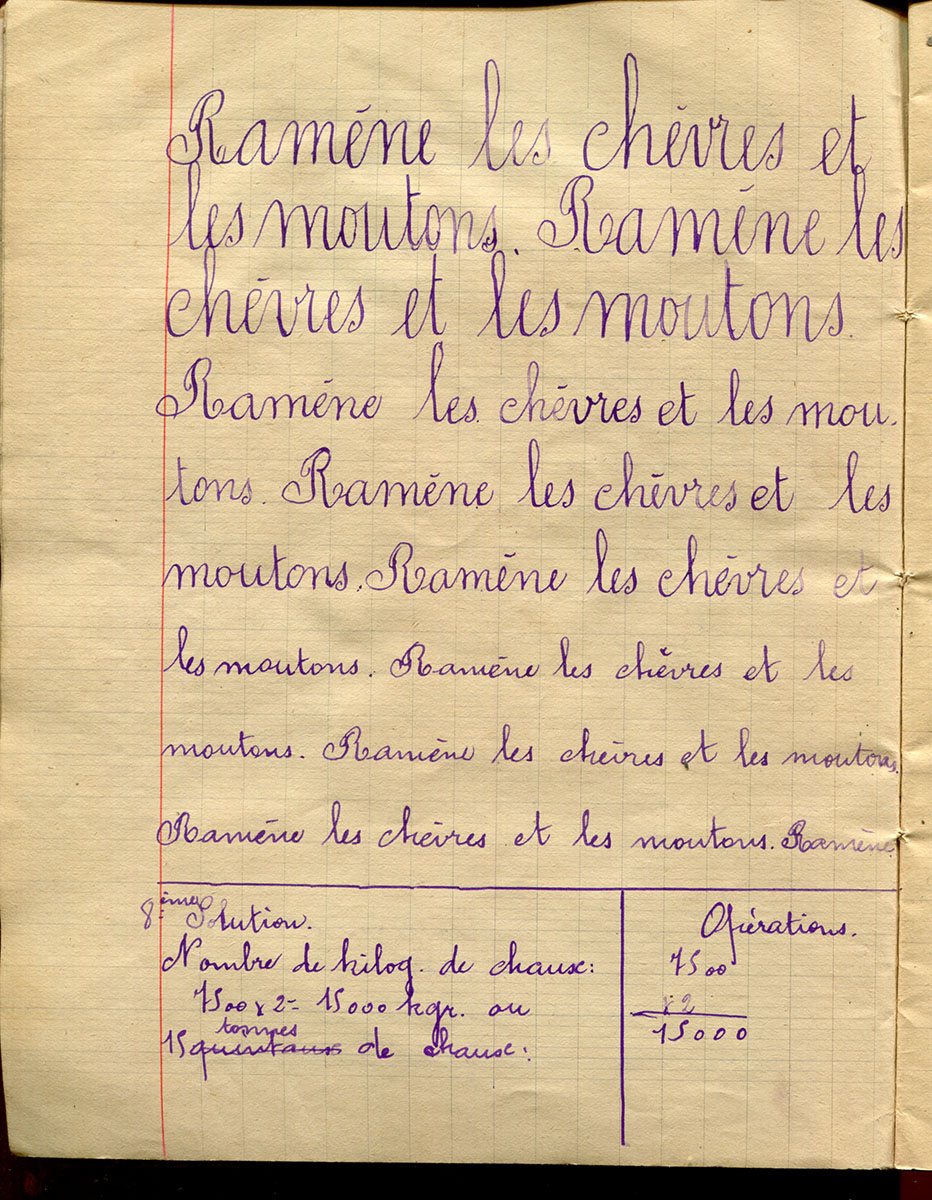 Ramène les chèvres et
les moutons. Ramène les
chèvres et les moutons.
Ramène les chèvres et les mou-
tons. Ramène les chèvres et les
moutons. Ramène les chèvres et
les moutons. Ramène les chèvres et les
moutons. Ramène les chèvres et les moutons.
Ramène les chèvres et les moutons. Ramène
8ème Solution.
Nombre de kilog. de chaux:
7500 x 2 = 15000 kgr. ou
tonnes
15 quintaux de chaux:
Opérations.
7500
x 2
15000